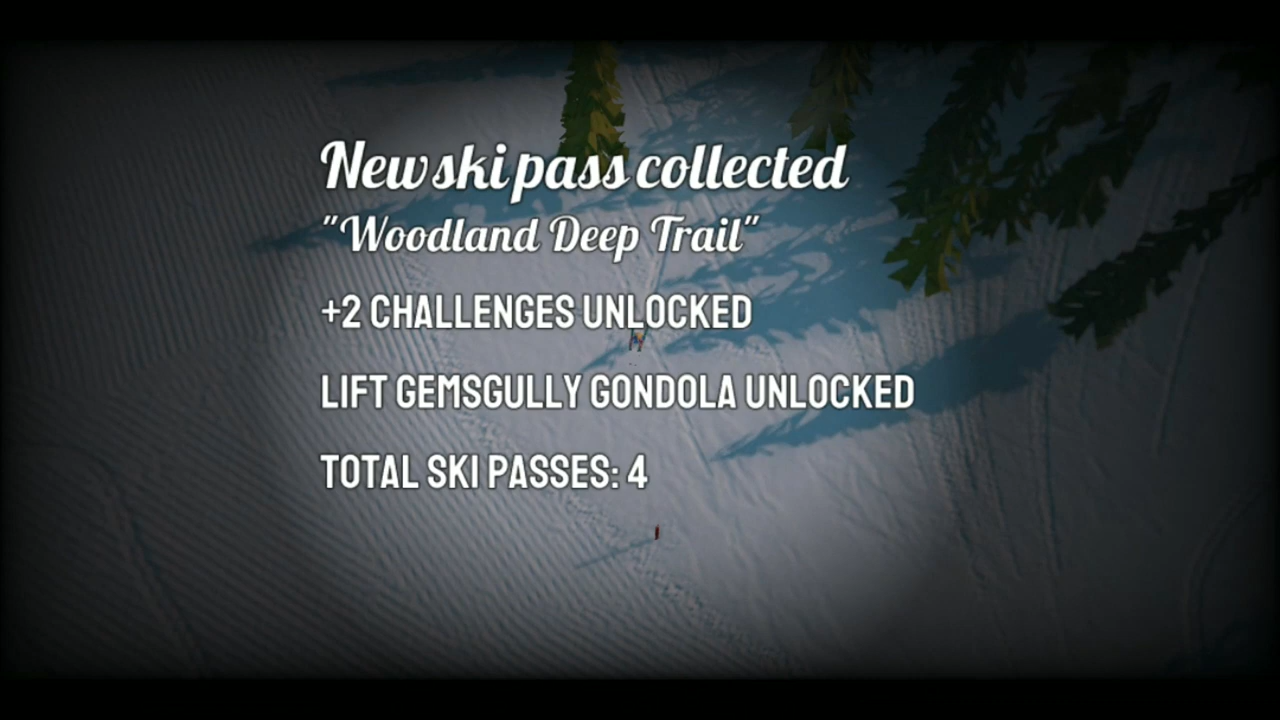 New ski pass collected
"Woodland Deep Trail"
+2 CHALLENGES UNLOCKED
LIFT GEMSGULLY GONDOLA UNLOCKED
TOTAL SKI PASSES: 4